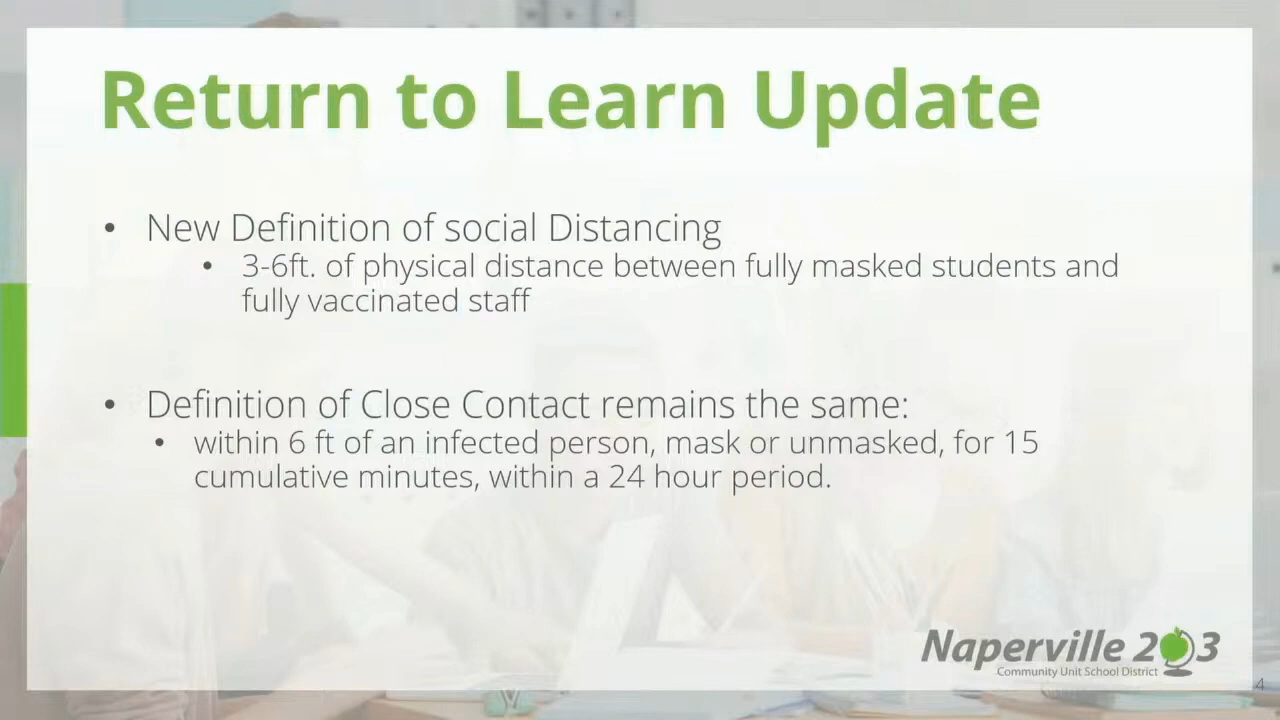 Return to Learn Update
• New Definition of social Distancing
• 3-6ft. of physical distance between fully masked students and
fully vaccinated staff
• Definition of Close Contact remains the same:
• within 6 ft of an infected person, mask or unmasked, for 15
cumulative minutes, within a 24 hour period.
Naperville 203
Community Unit School District
4